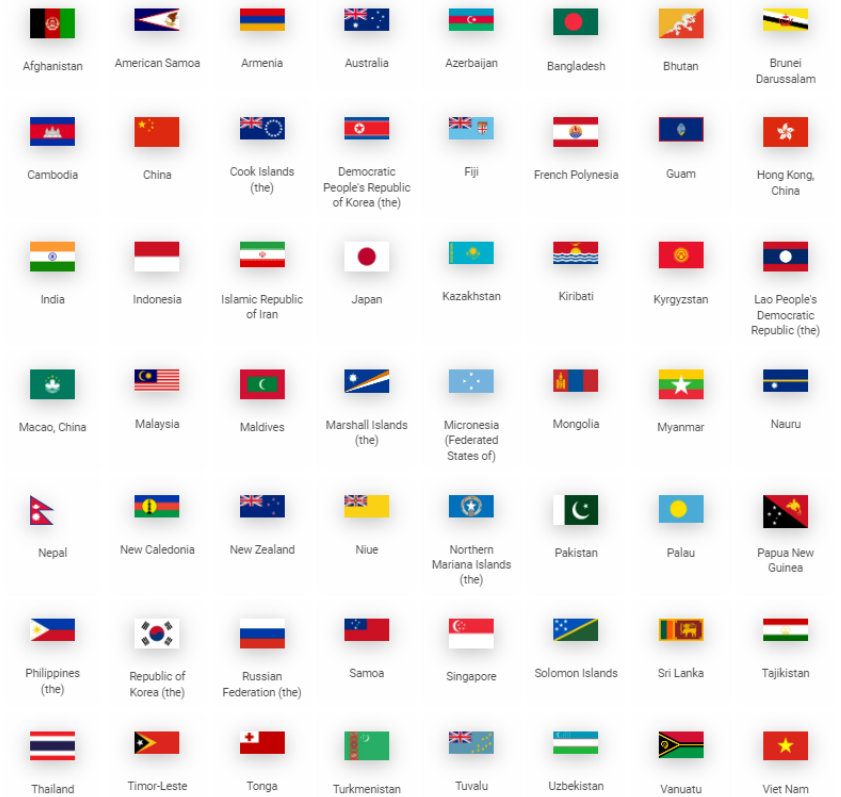 Afghanistan
American Samoa
Armenia
Australia
Azerbaijan
Bangladesh
Bhutan
Brunei
Darussalam
Cambodia
China
Cook Islands
(the)
Democratic
People's Republic
of Korea (the)
Fiji
French Polynesia
Guam
Hong Kong,
China
India
Indonesia
Islamic Republic
of Iran
Japan
Kazakhstan
Kiribati
Kyrgyzstan
Lao People's
Democratic
Republic (the)
Macao, China
Malaysia
Maldives
Marshall Islands
(the)
Micronesia
(Federated
States of)
Mongolia
Myanmar
Nauru
Nepal
New Caledonia
New Zealand
Niue
Northern
Mariana Islands
(the)
Pakistan
Palau
Papua New
Guinea
Philippines
(the)
Republic of
Korea (the)
Russian
Federation (the)
Samoa
Singapore
Solomon Islands
Sri Lanka
Tajikistan
Thailand
Timor-Leste
Tonga
Turkmenistan
Tuvalu
Uzbekistan
Vanuatu
Viet Nam